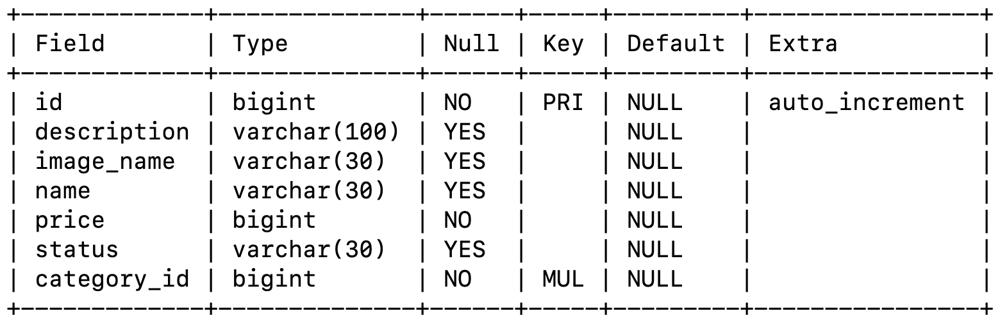 +-------------+--------------+------+-----+---------+----------------+
| Field       | Type         | Null | Key | Default | Extra          |
+-------------+--------------+------+-----+---------+----------------+
| id          | bigint       | NO   | PRI | NULL    | auto_increment |
| description | varchar(100) | YES  |     | NULL    |                |
| image_name  | varchar(30)  | YES  |     | NULL    |                |
| name        | varchar(30)  | YES  |     | NULL    |                |
| price       | bigint       | NO   |     | NULL    |                |
| status      | varchar(30)  | YES  |     | NULL    |                |
| category_id | bigint       | NO   | MUL | NULL    |                |
+-------------+--------------+------+-----+---------+----------------+